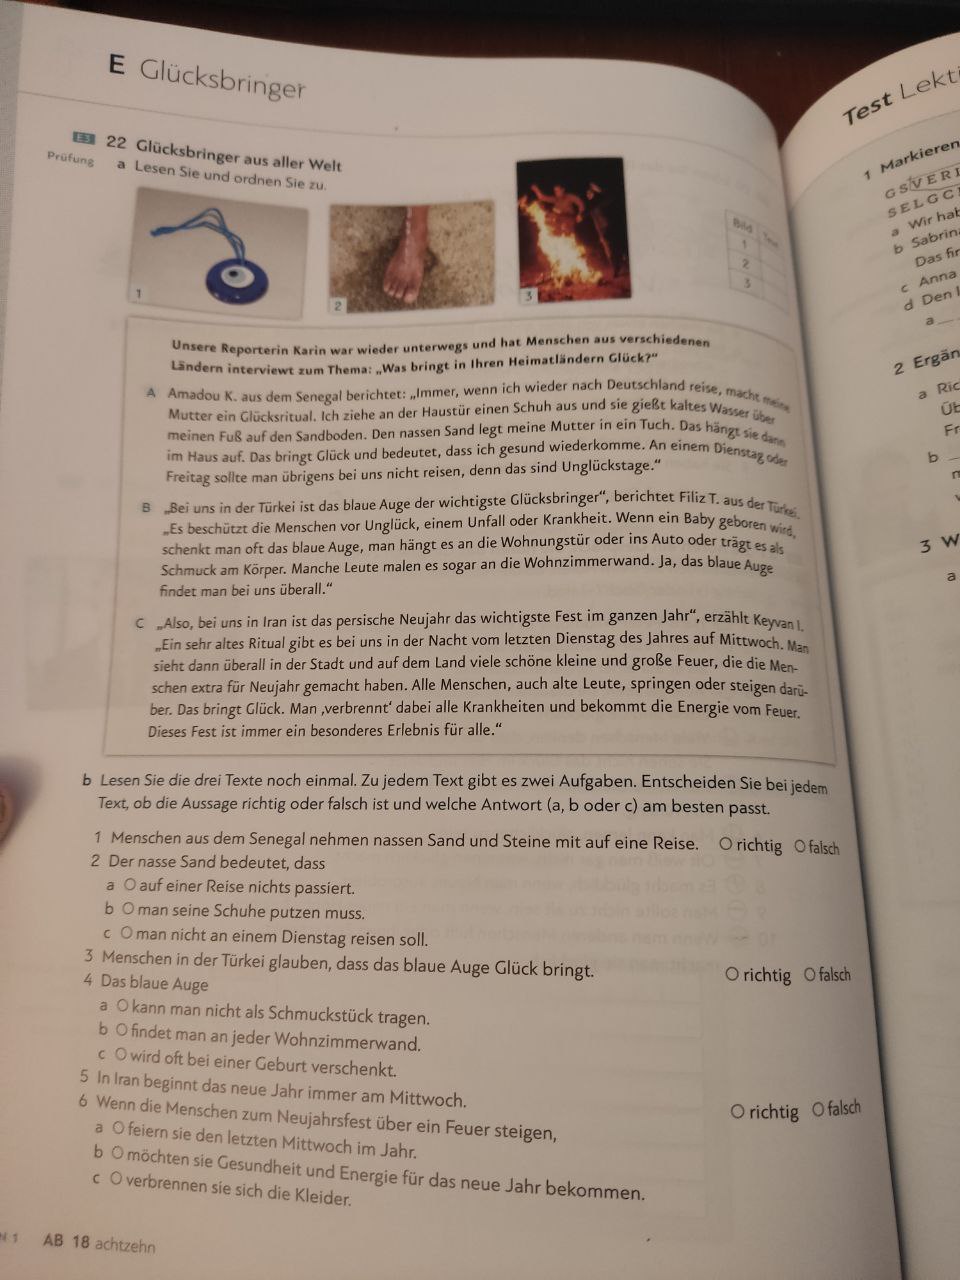 E Glücksbringer
E3 22 Glücksbringer aus aller Welt
Prüfung a Lesen Sie und ordnen Sie zu.
1
2
3
Bild Text
1
2
3
Unsere Reporterin Karin war wieder unterwegs und hat Menschen aus verschiedenen
Ländern interviewt zum Thema: „Was bringt in Ihren Heimatländern Glück?“
A Amadou K. aus dem Senegal berichtet: „Immer, wenn ich wieder nach Deutschland reise, macht meine
Mutter ein Glücksritual. Ich ziehe an der Haustür einen Schuh aus und sie gießt kaltes Wasser über
meinen Fuß auf den Sandboden. Den nassen Sand legt meine Mutter in ein Tuch. Das hängt sie dann
im Haus auf. Das bringt Glück und bedeutet, dass ich gesund wiederkomme. An einem Dienstag oder
Freitag sollte man übrigens bei uns nicht reisen, denn das sind Unglückstage.“
B „Bei uns in der Türkei ist das blaue Auge der wichtigste Glücksbringer“, berichtet Filiz T. aus der Türkei.
„Es beschützt die Menschen vor Unglück, einem Unfall oder Krankheit. Wenn ein Baby geboren wird,
schenkt man oft das blaue Auge, man hängt es an die Wohnungstür oder ins Auto oder trägt es als
Schmuck am Körper. Manche Leute malen es sogar an die Wohnzimmerwand. Ja, das blaue Auge
findet man bei uns überall.“
C „Also, bei uns in Iran ist das persische Neujahr das wichtigste Fest im ganzen Jahr“, erzählt Keyvan I.
„Ein sehr altes Ritual gibt es bei uns in der Nacht vom letzten Dienstag des Jahres auf Mittwoch. Man
sieht dann überall in der Stadt und auf dem Land viele schöne kleine und große Feuer, die die Men-
schen extra für Neujahr gemacht haben. Alle Menschen, auch alte Leute, springen oder steigen darü-
ber. Das bringt Glück. Man ‚verbrennt‘ dabei alle Krankheiten und bekommt die Energie vom Feuer.
Dieses Fest ist immer ein besonderes Erlebnis für alle.“
b Lesen Sie die drei Texte noch einmal. Zu jedem Text gibt es zwei Aufgaben. Entscheiden Sie bei jedem
Text, ob die Aussage richtig oder falsch ist und welche Antwort (a, b oder c) am besten passt.
1 Menschen aus dem Senegal nehmen nassen Sand und Steine mit auf eine Reise. O richtig O falsch
2 Der nasse Sand bedeutet, dass
a O auf einer Reise nichts passiert.
b O man seine Schuhe putzen muss.
c O man nicht an einem Dienstag reisen soll.
3 Menschen in der Türkei glauben, dass das blaue Auge Glück bringt. O richtig O falsch
4 Das blaue Auge
a O kann man nicht als Schmuckstück tragen.
b O findet man an jeder Wohnzimmerwand.
c O wird oft bei einer Geburt verschenkt.
5 In Iran beginnt das neue Jahr immer am Mittwoch. O richtig O falsch
6 Wenn die Menschen zum Neujahrsfest über ein Feuer steigen,
a O feiern sie den letzten Mittwoch im Jahr.
b O möchten sie Gesundheit und Energie für das neue Jahr bekommen.
c O verbrennen sie sich die Kleider.
AB 18 achtzehn
Test Lekti
1 Markieren
GSVERI
SELGC
a Wir hab
b Sabrin
Das fin
c Anna
d Den l
a
2 Ergän
a Ric
Üb
Fr
b
3 W
a